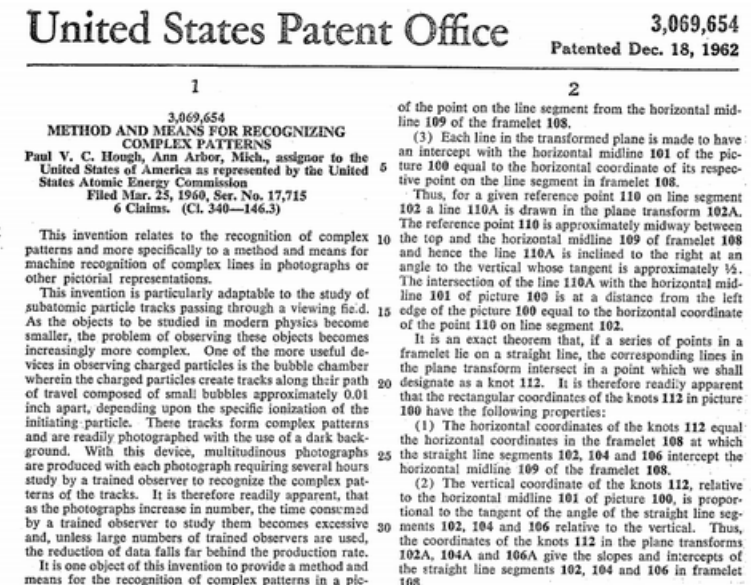 United States Patent Office
3,069,654
Patented Dec. 18, 1962
1
3,069,654
METHOD AND MEANS FOR RECOGNIZING
COMPLEX PATTERNS
Paul V. C. Hough, Ann Arbor, Mich., assignor to the
United States of America as represented by the United
States Atomic Energy Commission
Filed Mar. 25, 1960, Ser. No. 17,715
6 Claims. (Cl. 340—146.3)
This invention relates to the recognition of complex
patterns and more specifically to a method and means for
machine recognition of complex lines in photographs or
other pictorial representations.
This invention is particularly adaptable to the study of
subatomic particle tracks passing through a viewing field.
As the objects to be studied in modern physics become
smaller, the problem of observing these objects becomes
increasingly more complex. One of the more useful de-
vices in observing charged particles is the bubble chamber
wherein the charged particles create tracks along their path
of travel composed of small bubbles approximately 0.01
inch apart, depending upon the specific ionization of the
initiating particle. These tracks form complex patterns
and are readily photographed with the use of a dark back-
ground. With this device, multitudinous photographs
are produced with each photograph requiring several hours
study by a trained observer to recognize the complex pat-
terns of the tracks. It is therefore readily apparent, that
as the photographs increase in number, the time consumed
by a trained observer to study them becomes excessive
and, unless large numbers of trained observers are used,
the reduction of data falls far behind the production rate.
It is one object of this invention to provide a method and
means for the recognition of complex patterns in a pic-
2
of the point on the line segment from the horizontal mid-
line 109 of the framelet 108.
(3) Each line in the transformed plane is made to have
an intercept with the horizontal midline 101 of the pic-
5 ture 100 equal to the horizontal coordinate of its respec-
tive point on the line segment in framelet 108.
Thus, for a given reference point 110 on line segment
102 a line 110A is drawn in the plane transform 102A.
The reference point 110 is approximately midway between
10 the top and the horizontal midline 109 of framelet 108
and hence the line 110A is inclined to the right at an
angle to the vertical whose tangent is approximately ½.
The intersection of the line 110A with the horizontal mid-
line 101 of picture 100 is at a distance from the left
15 edge of the picture 100 equal to the horizontal coordinate
of the point 110 on line segment 102.
It is an exact theorem that, if a series of points in a
framelet lie on a straight line, the corresponding lines in
the plane transform intersect in a point which we shall
20 designate as a knot 112. It is therefore readily apparent
that the rectangular coordinates of the knots 112 in picture
100 have the following properties:
(1) The horizontal coordinates of the knots 112 equal
the horizontal coordinates in the framelet 108 at which
25 the straight line segments 102, 104 and 106 intercept the
horizontal midline 109 of the framelet 108.
(2) The vertical coordinate of the knots 112, relative
to the horizontal midline 101 of picture 100, is propor-
tional to the tangent of the angle of the straight line seg-
30 ments 102, 104 and 106 relative to the vertical. Thus,
the coordinates of the knots 112 in the plane transforms
102A, 104A and 106A give the slopes and intercepts of
the straight line segments 102, 104 and 106 in framelet
108.